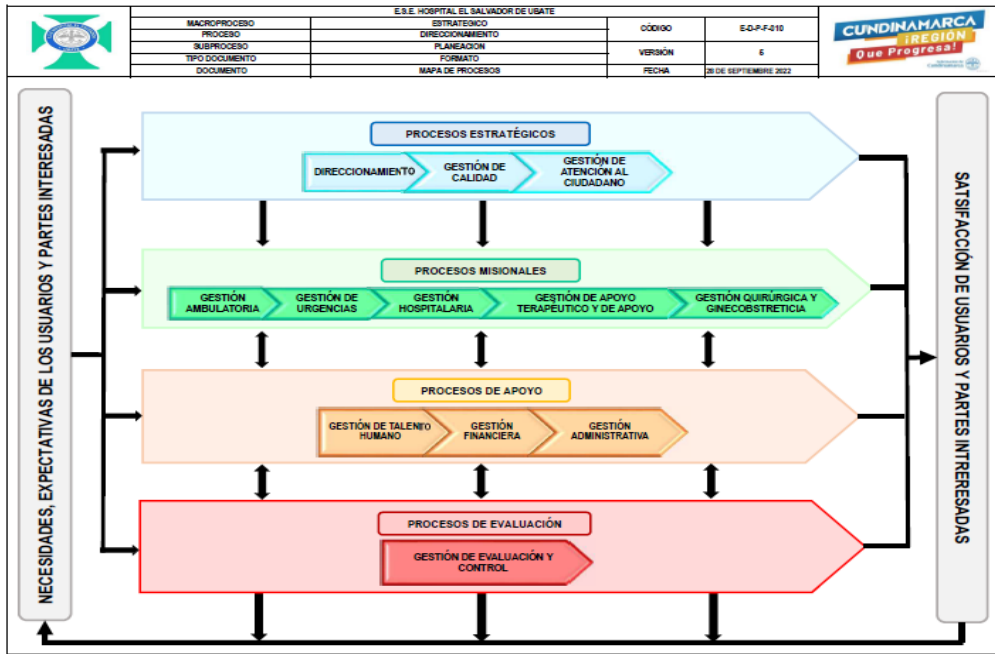 E.S.E. HOSPITAL EL SALVADOR DE UBATE
MACROPROCESO ESTRATEGICO
PROCESO DIRECCIONAMIENTO
SUBPROCESO PLANEACION
TIPO DOCUMENTO FORMATO
DOCUMENTO MAPA DE PROCESOS
CÓDIGO E-D-P-F-010
VERSIÓN 5
FECHA 28 DE SEPTIEMBRE 2022
CUNDINAMARCA
¡REGIÓN
Que Progresa!
NECESIDADES, EXPECTATIVAS DE LOS USUARIOS Y PARTES INTERESADAS
PROCESOS ESTRATÉGICOS
DIRECCIONAMIENTO
GESTIÓN DE
CALIDAD
GESTIÓN DE
ATENCIÓN AL
CIUDADANO
PROCESOS MISIONALES
GESTIÓN
AMBULATORIA
GESTIÓN DE
URGENCIAS
GESTIÓN
HOSPITALARIA
GESTIÓN DE APOYO
TERAPÉUTICO Y DE APOYO
GESTIÓN QUIRÚRGICA Y
GINECOBSTRETICIA
PROCESOS DE APOYO
GESTIÓN DE TALENTO
HUMANO
GESTIÓN
FINANCIERA
GESTIÓN
ADMINISTRATIVA
PROCESOS DE EVALUACIÓN
GESTIÓN DE EVALUACIÓN Y
CONTROL
SATSIFACCIÓN DE USUARIOS Y PARTES INTRERESADAS